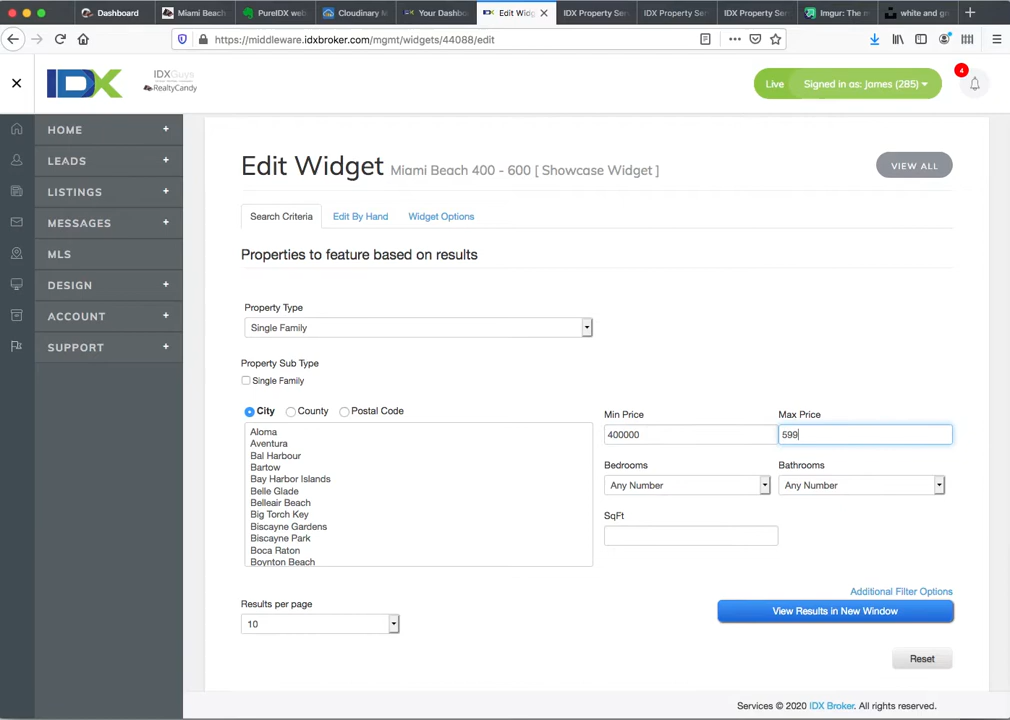 Dashboard
Miami Beach
PureIDX web
Cloudinary M
Your Dashbo
Edit Widg
IDX Property Ser
IDX Property Ser
IDX Property Ser
Imgur: The m
white and gr
https://middleware.idxbroker.com/mgmt/widgets/44088/edit
IDX
IDXGuys
RealtyCandy
Live
Signed in as: James (285)
4
HOME +
LEADS +
LISTINGS +
MESSAGES +
MLS
DESIGN +
ACCOUNT +
SUPPORT +
Edit Widget Miami Beach 400 - 600 [ Showcase Widget ]
VIEW ALL
Search Criteria Edit By Hand Widget Options
Properties to feature based on results
Property Type
Single Family
Property Sub Type
Single Family
City County Postal Code
Aloma
Aventura
Bal Harbour
Bartow
Bay Harbor Islands
Belle Glade
Belleair Beach
Big Torch Key
Biscayne Gardens
Biscayne Park
Boca Raton
Boynton Beach
Min Price Max Price
400000 599
Bedrooms Bathrooms
Any Number Any Number
SqFt
Results per page
10
Additional Filter Options
View Results in New Window
Reset
Services © 2020 IDX Broker. All rights reserved.